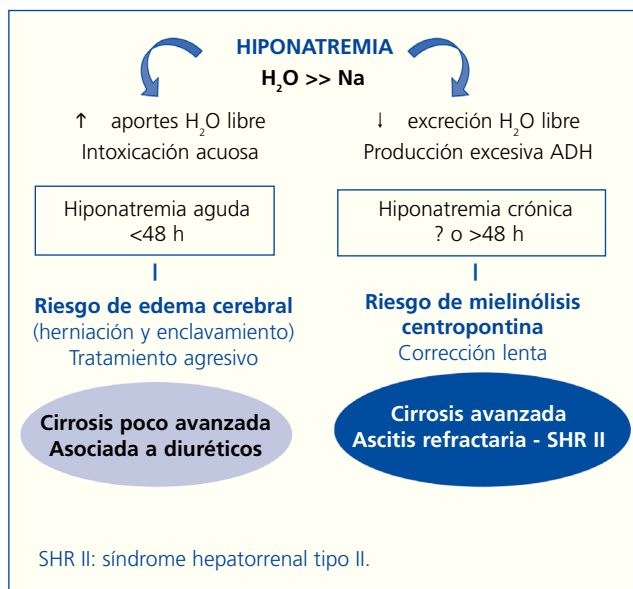 HIPONATREMIA
H₂O >> Na
↑ aportes H₂O libre
Intoxicación acuosa
Hiponatremia aguda
<48 h
Riesgo de edema cerebral
(herniación y enclavamiento)
Tratamiento agresivo
Cirrosis poco avanzada
Asociada a diuréticos
↓ excreción H₂O libre
Producción excesiva ADH
Hiponatremia crónica
? o >48 h
Riesgo de mielinólisis
centropontina
Corrección lenta
Cirrosis avanzada
Ascitis refractaria - SHR II
SHR II: síndrome hepatorrenal tipo II.